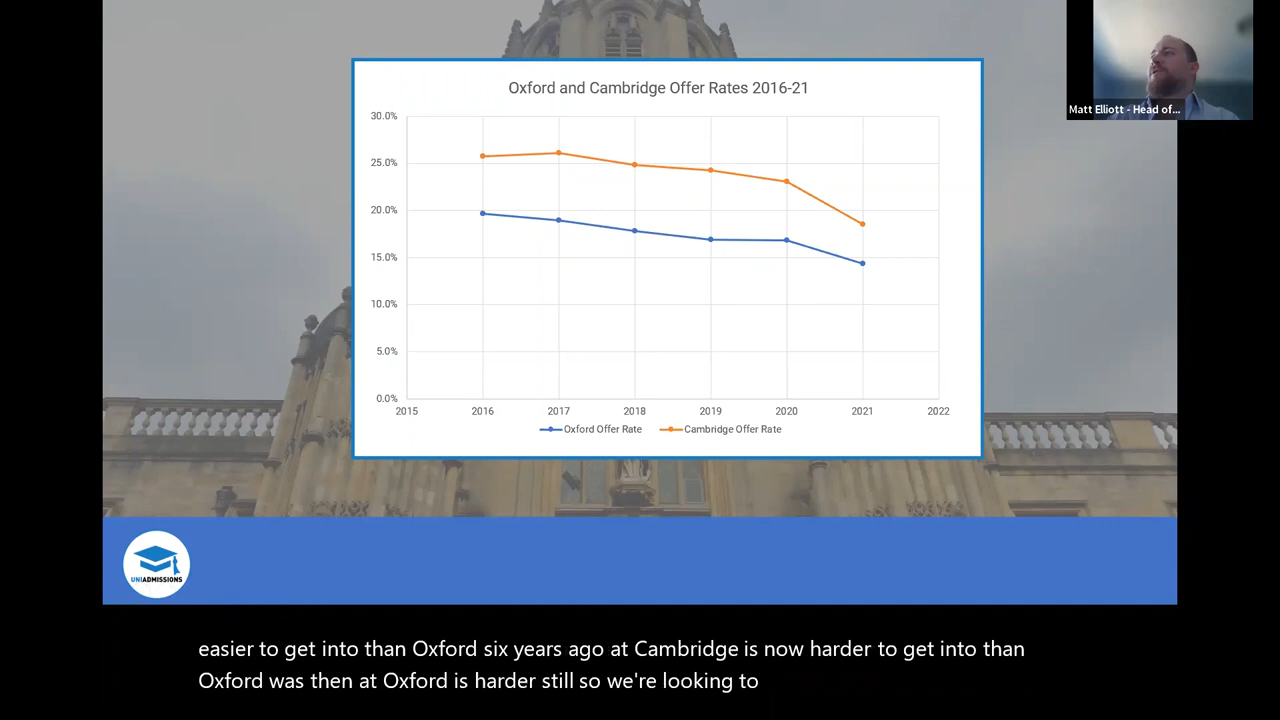 Matt Elliott - Head of...
Oxford and Cambridge Offer Rates 2016-21
30.0%
25.0%
20.0%
15.0%
10.0%
5.0%
0.0%
2015 2016 2017 2018 2019 2020 2021 2022
Oxford Offer Rate Cambridge Offer Rate
UNIADMISSIONS
easier to get into than Oxford six years ago at Cambridge is now harder to get into than
Oxford was then at Oxford is harder still so we're looking to